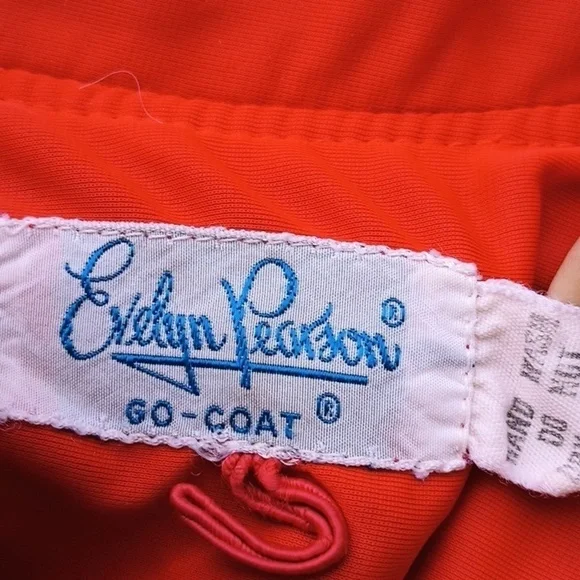 Evelyn Pearson®
GO-COAT®
HAND WASH
DO NOT